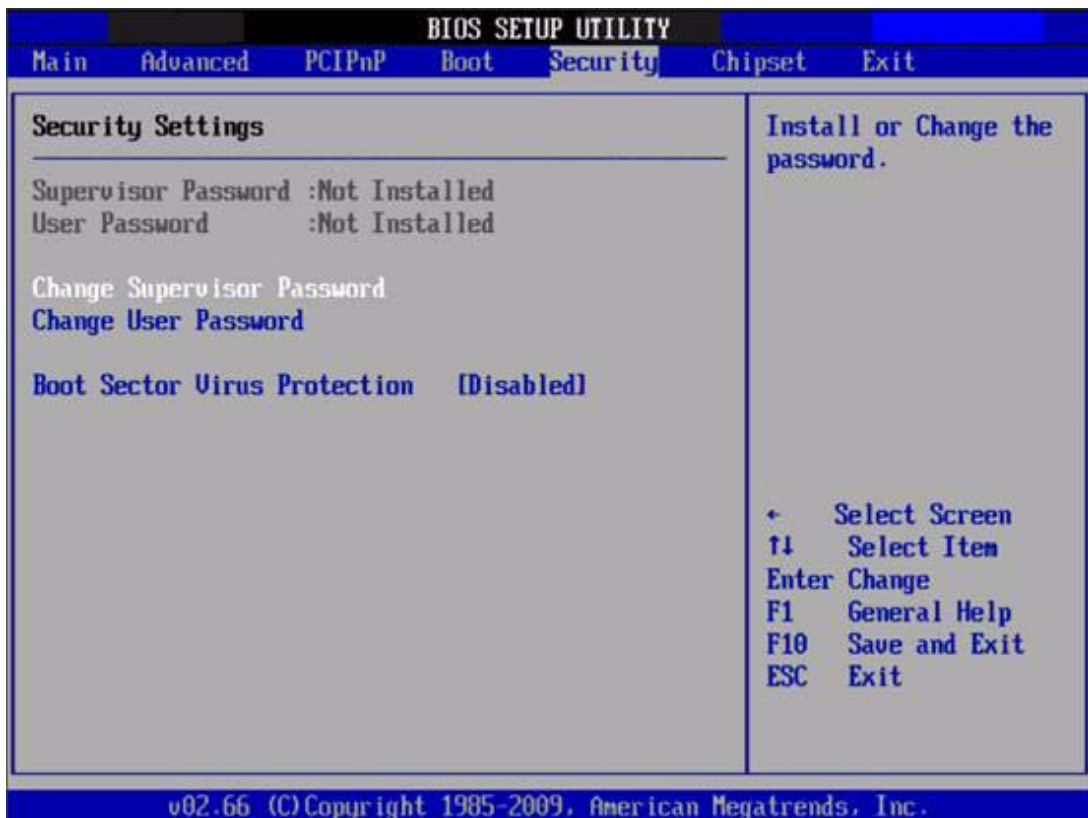 BIOS SETUP UTILITY
Main Advanced PCIPnP Boot Security Chipset Exit
Security Settings
Supervisor Password :Not Installed
User Password :Not Installed
Change Supervisor Password
Change User Password
Boot Sector Virus Protection [Disabled]
Install or Change the
password.
← Select Screen
↑↓ Select Item
Enter Change
F1 General Help
F10 Save and Exit
ESC Exit
v02.66 (C)Copyright 1985-2009, American Megatrends, Inc.